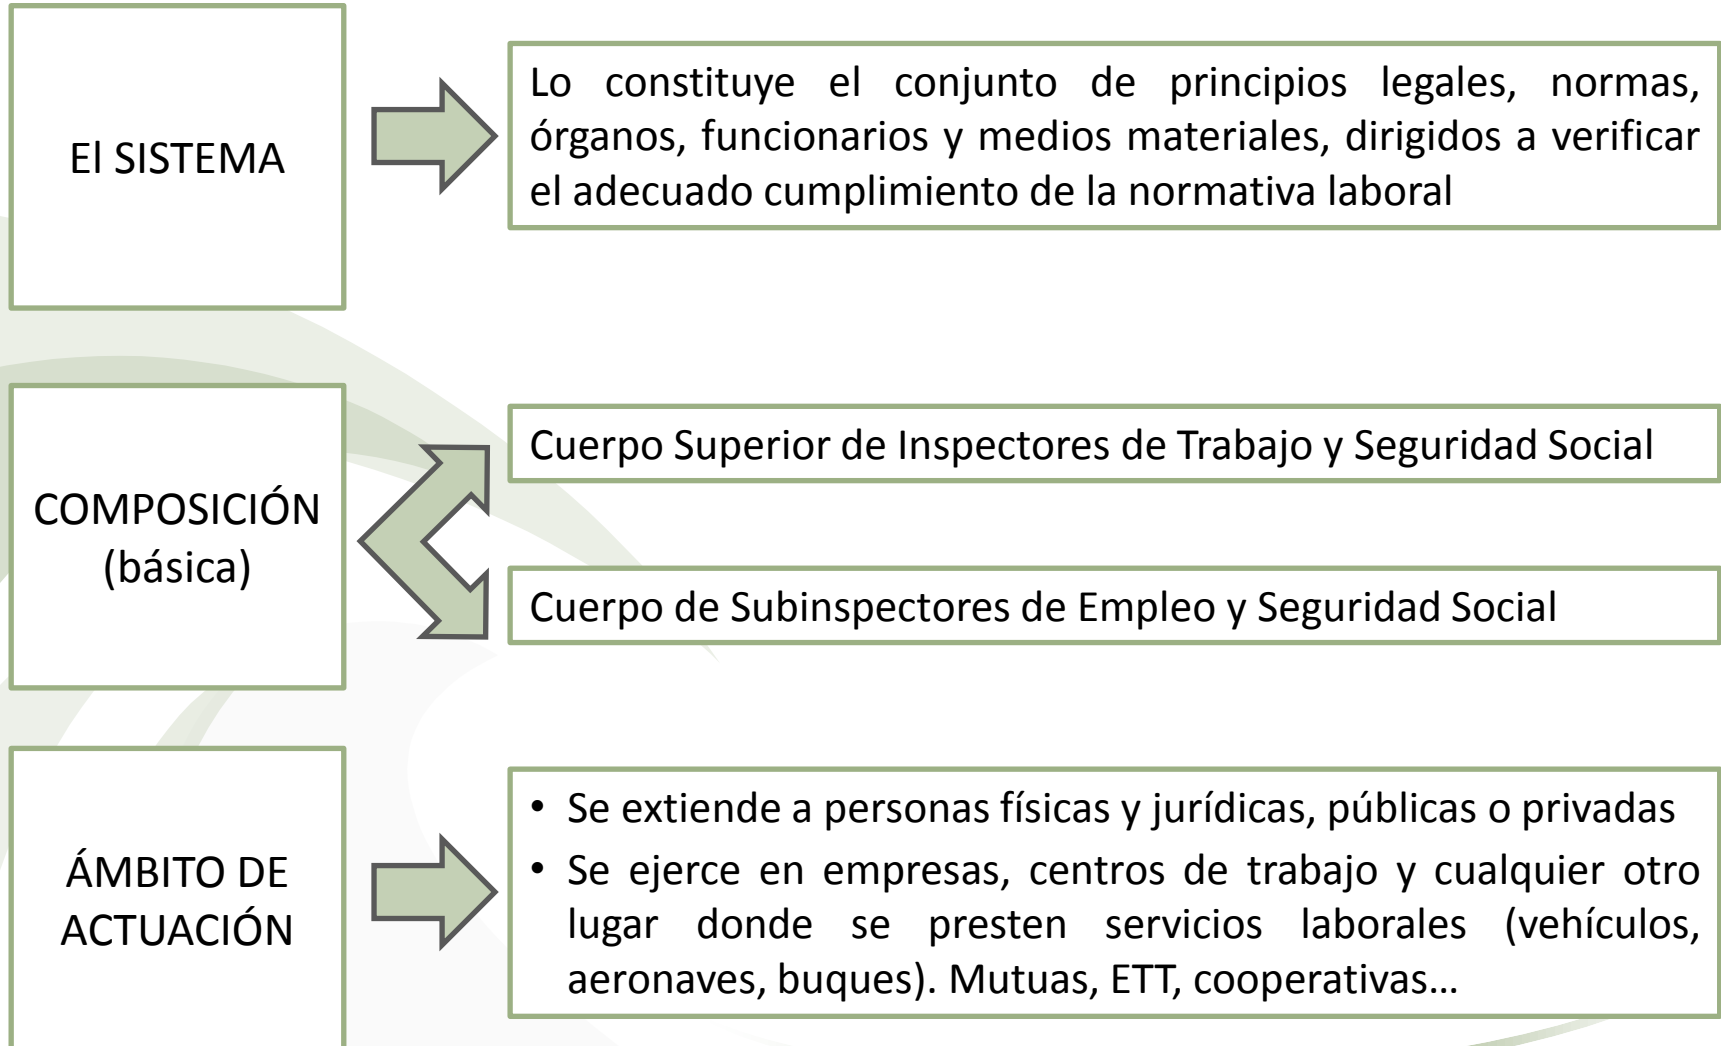 El SISTEMA
Lo constituye el conjunto de principios legales, normas,
órganos, funcionarios y medios materiales, dirigidos a verificar
el adecuado cumplimiento de la normativa laboral
COMPOSICIÓN
(básica)
Cuerpo Superior de Inspectores de Trabajo y Seguridad Social
Cuerpo de Subinspectores de Empleo y Seguridad Social
ÁMBITO DE
ACTUACIÓN
• Se extiende a personas físicas y jurídicas, públicas o privadas
• Se ejerce en empresas, centros de trabajo y cualquier otro
lugar donde se presten servicios laborales (vehículos,
aeronaves, buques). Mutuas, ETT, cooperativas…